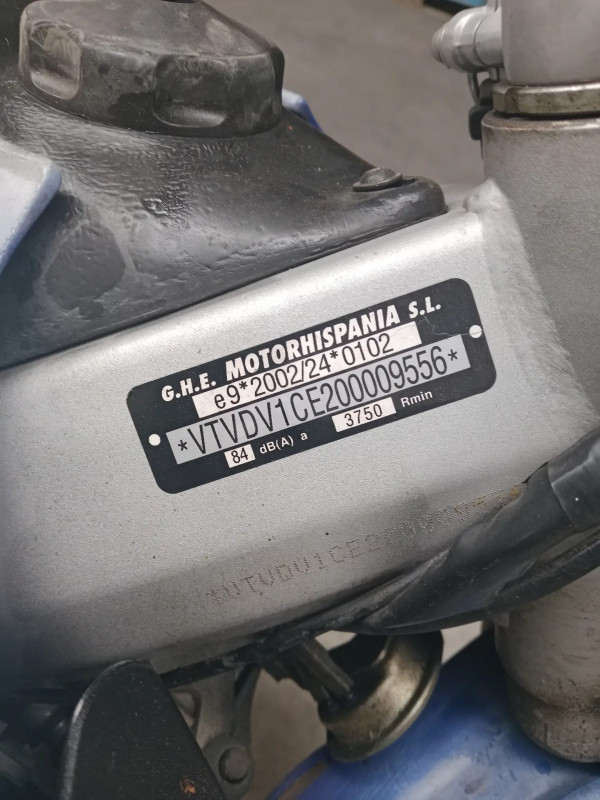 G.H.E. MOTORHISPANIA S.L.
e9*2002/24*0102
*VTVDV1CE200009556*
84 dB(A) a 3750 Rmin